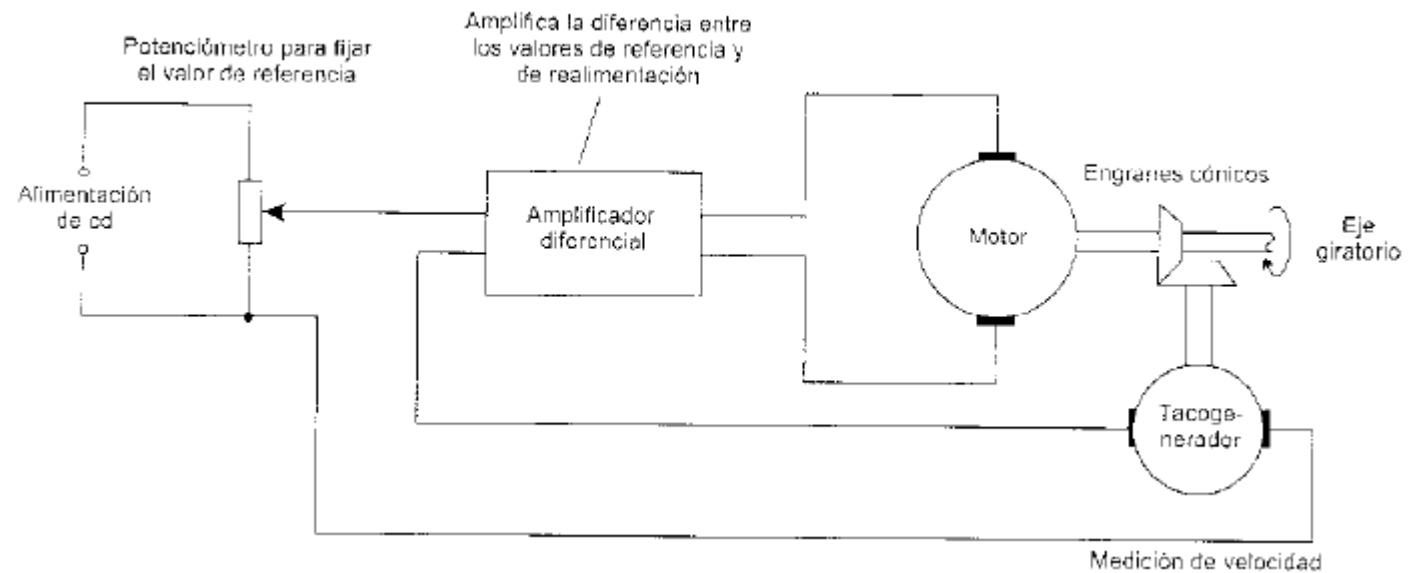 Amplifica la diferencia entre
los valores de referencia y
de realimentación
Potenciómetro para fijar
el valor de referencia
Alimentación
de cd
Amplificador
diferencial
Motor
Engranes cónicos
Eje
giratorio
Tacoge-
nerador
Medición de velocidad